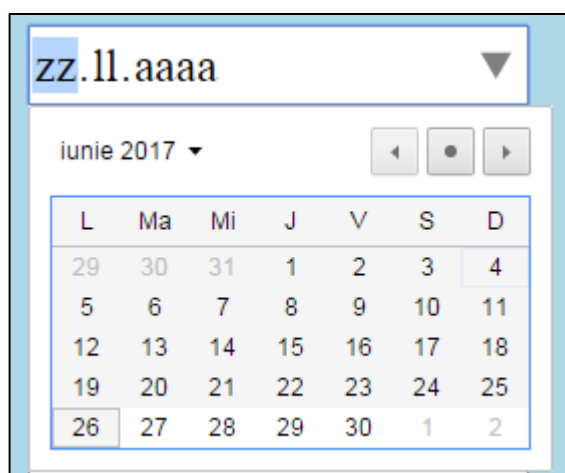 zz.ll.aaaa
iunie 2017
L Ma Mi J V S D
29 30 31 1 2 3 4
5 6 7 8 9 10 11
12 13 14 15 16 17 18
19 20 21 22 23 24 25
26 27 28 29 30 1 2